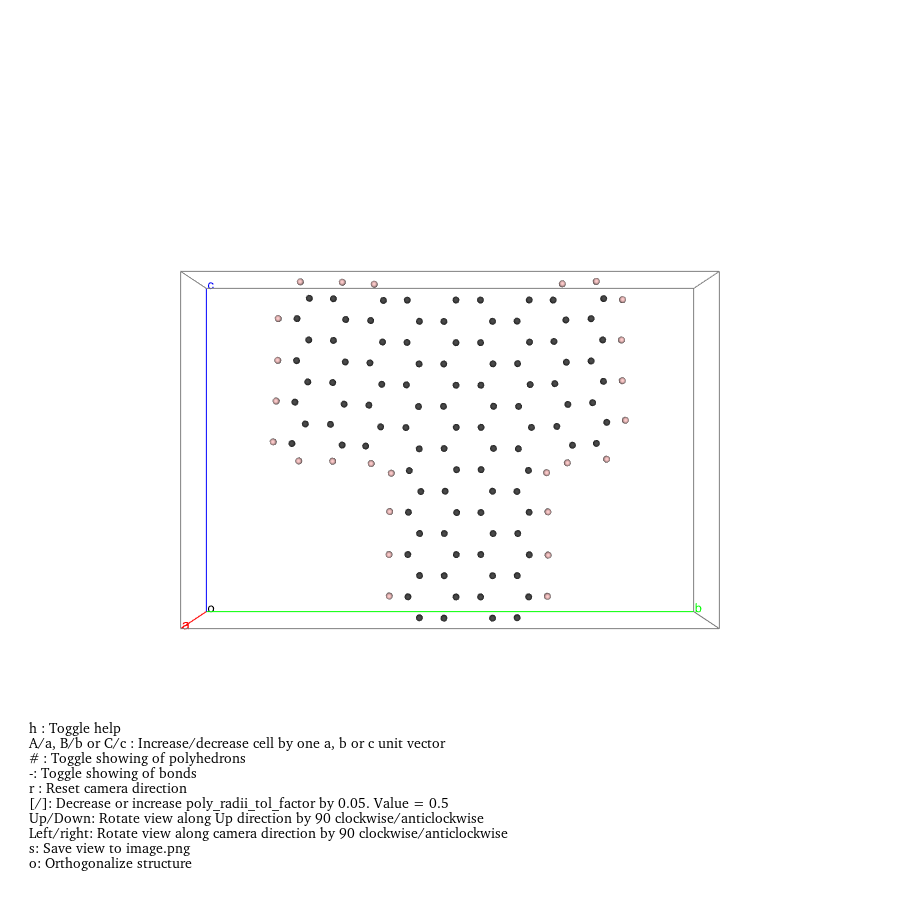 c
o
a
b
h : Toggle help
A/a, B/b or C/c : Increase/decrease cell by one a, b or c unit vector
# : Toggle showing of polyhedrons
-: Toggle showing of bonds
r : Reset camera direction
[/]: Decrease or increase poly_radii_tol_factor by 0.05. Value = 0.5
Up/Down: Rotate view along Up direction by 90 clockwise/anticlockwise
Left/right: Rotate view along camera direction by 90 clockwise/anticlockwise
s: Save view to image.png
o: Orthogonalize structure